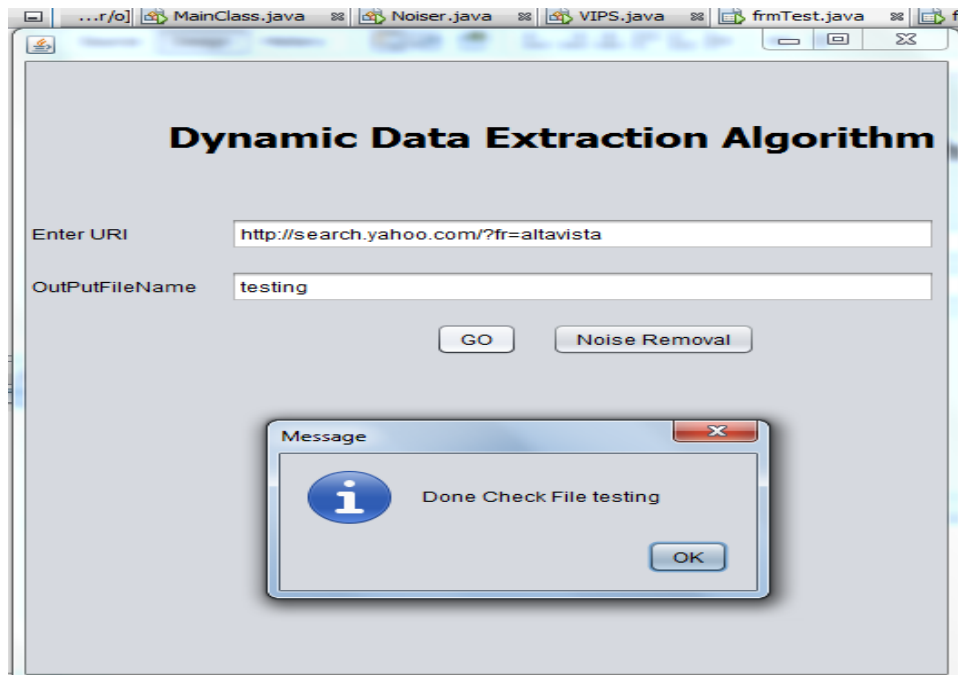 ...r/o] MainClass.java Noiser.java VIPS.java frmTest.java
Dynamic Data Extraction Algorithm
Enter URI http://search.yahoo.com/?fr=altavista
OutPutFileName testing
GO Noise Removal
Message
Done Check File testing
OK